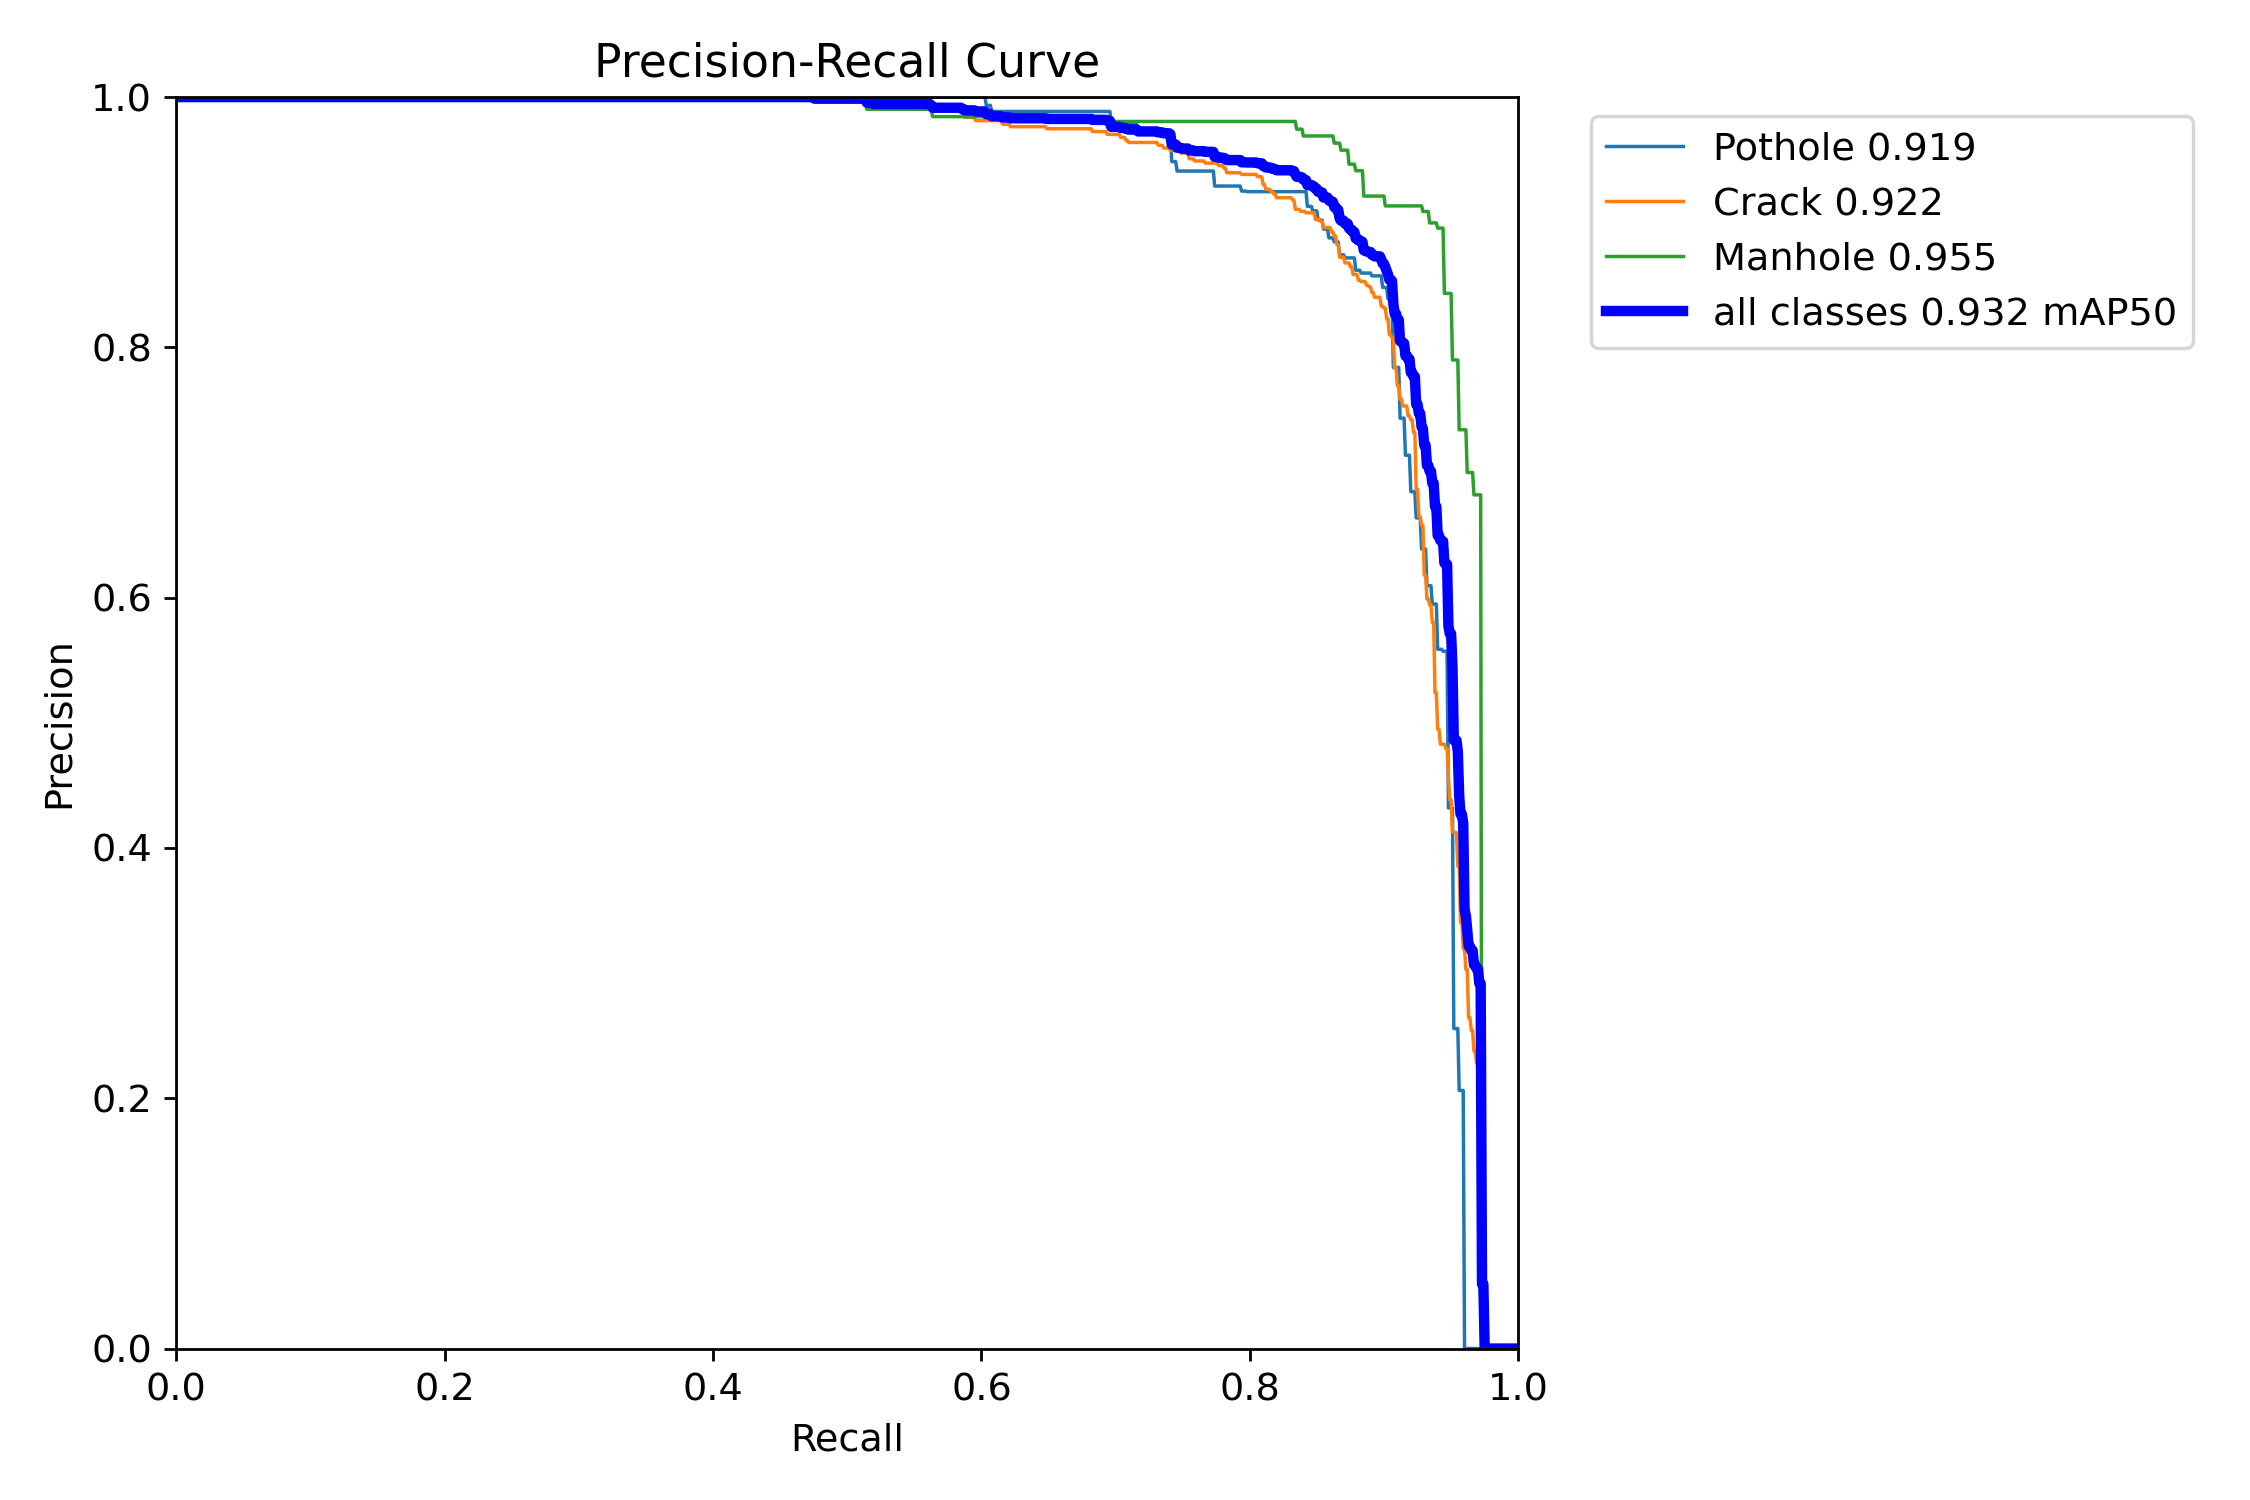 Precision-Recall Curve
1.0
0.8
0.6
0.4
0.2
0.0
Precision
0.0 0.2 0.4 0.6 0.8 1.0
Recall
Pothole 0.919
Crack 0.922
Manhole 0.955
all classes 0.932 mAP50